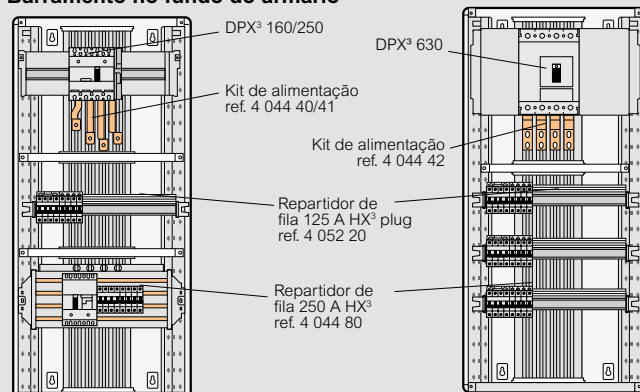 Barramento no fundo do armário
DPX³ 160/250
Kit de alimentação
ref. 4 044 40/41
DPX³ 630
Kit de alimentação
ref. 4 044 42
Repartidor de
fila 125 A HX³ plug
ref. 4 052 20
Repartidor de
fila 250 A HX³
ref. 4 044 80